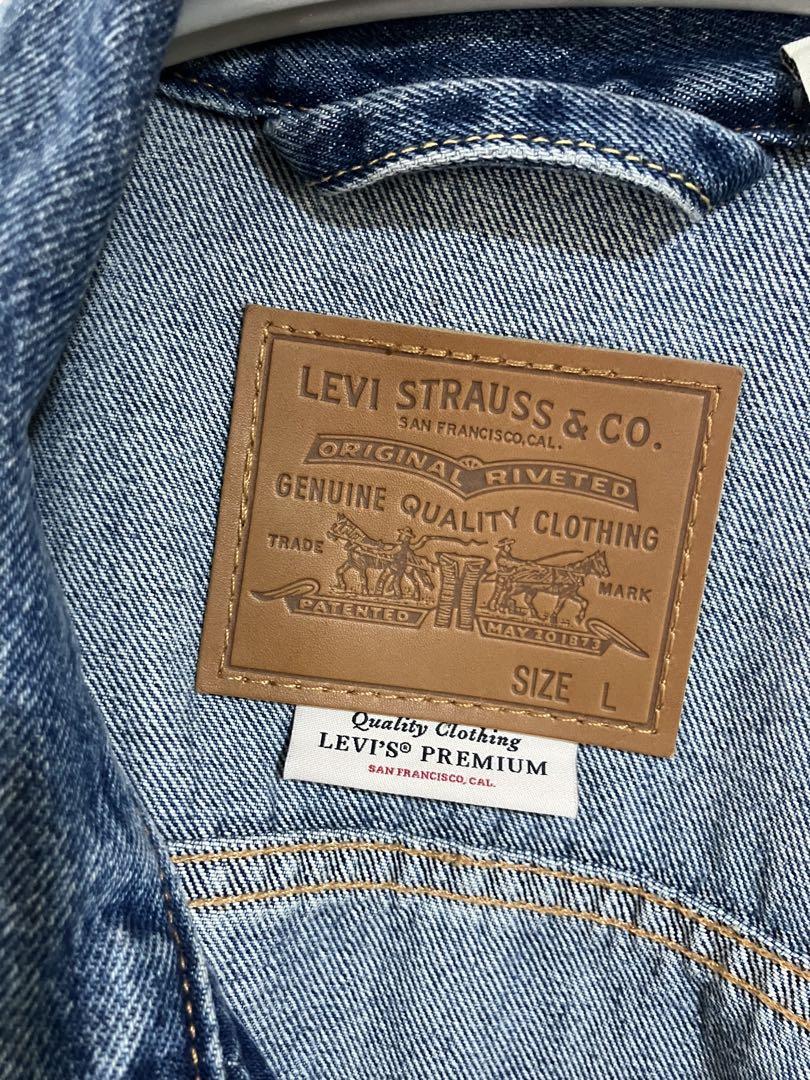 LEVI STRAUSS & CO.
SAN FRANCISCO, CAL.
ORIGINAL RIVETED
GENUINE QUALITY CLOTHING
TRADE MARK
PATENTED MAY 20 1873
SIZE L
Quality Clothing
LEVI'S® PREMIUM
SAN FRANCISCO, CAL.